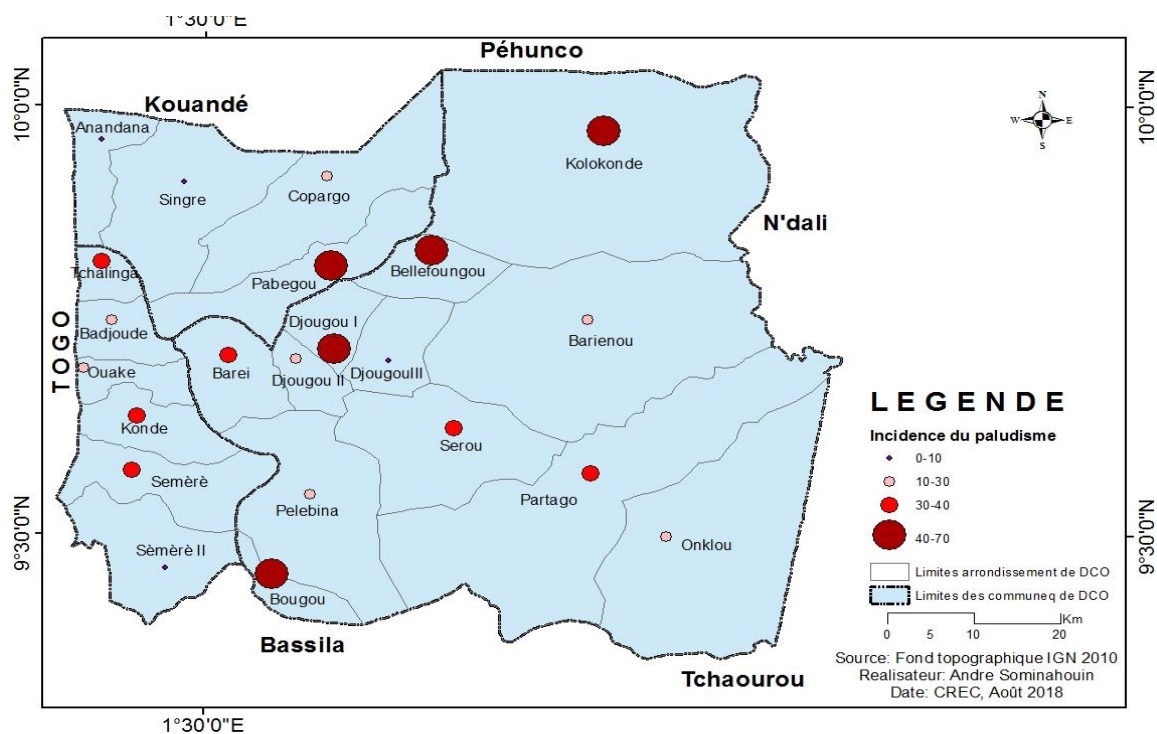 1°30'0"E
Péhunco
Kouandé
10°0'0"N
10°0'0"N
N
W
E
S
Anandana
Kolokonde
Singre
Copargo
N'dali
Tchalinga
Pabegou
Bellefoungou
TOGO
Badjoude
Djougou I
Barienou
Ouake
Barei
Djougou II
DjougouIII
Konde
Serou
Semèrè
Partago
Pelebina
Onklou
9°30'0"N
9°30'0"N
Sèmèrè II
Bougou
Bassila
Tchaourou
LEGENDE
Incidence du paludisme
0-10
10-30
30-40
40-70
Limites arrondissement de DCO
Limites des communeq de DCO
Km
0 5 10 20
Source: Fond topographique IGN 2010
Realisateur: Andre Sominahouin
Date: CREC, Août 2018
1°30'0"E